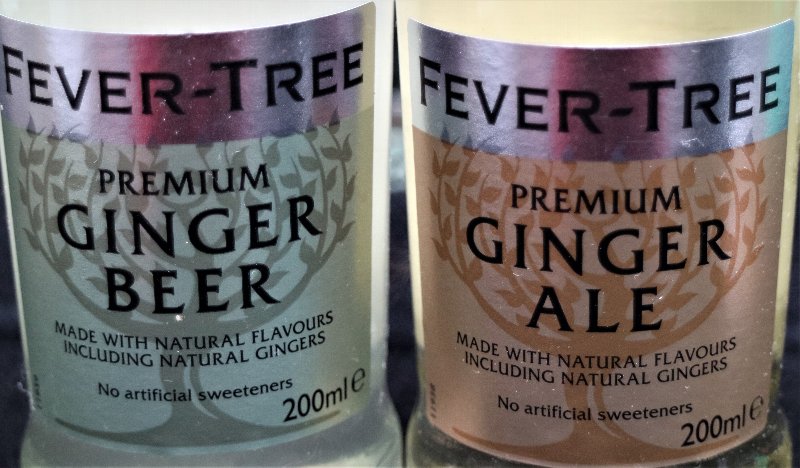 FEVER-TREE
PREMIUM
GINGER
BEER
MADE WITH NATURAL FLAVOURS
INCLUDING NATURAL GINGERS
No artificial sweeteners
200ml e
FEVER-TREE
PREMIUM
GINGER
ALE
MADE WITH NATURAL FLAVOURS
INCLUDING NATURAL GINGERS
No artificial sweeteners
200ml e